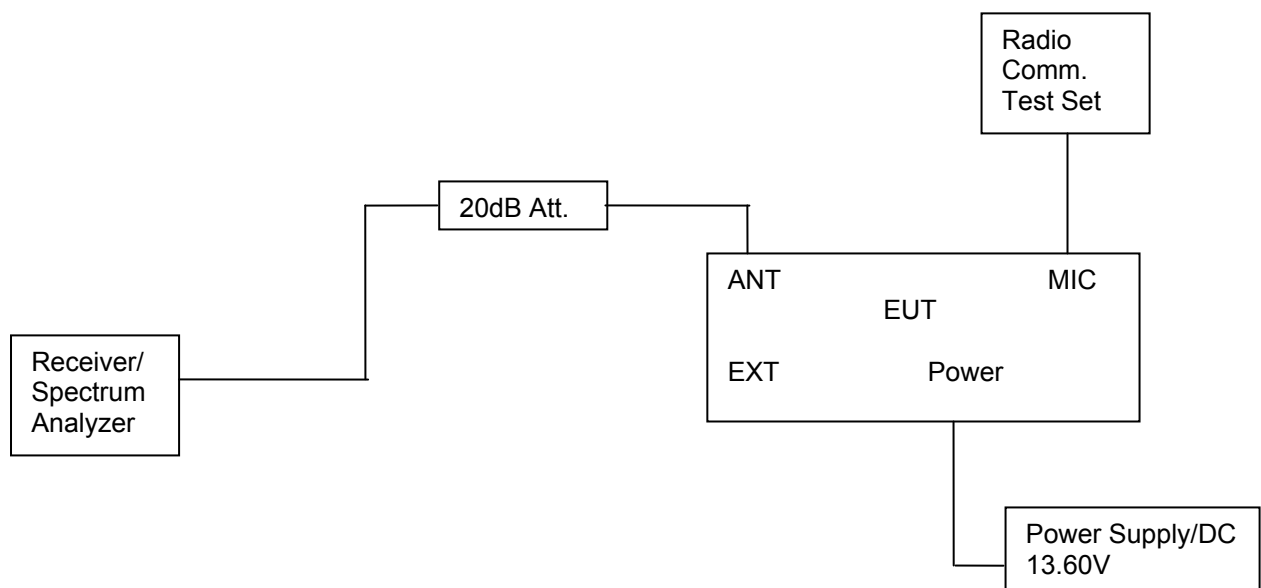 Radio
Comm.
Test Set
20dB Att.
ANT
MIC
EUT
Receiver/
Spectrum
Analyzer
EXT
Power
Power Supply/DC
13.60V